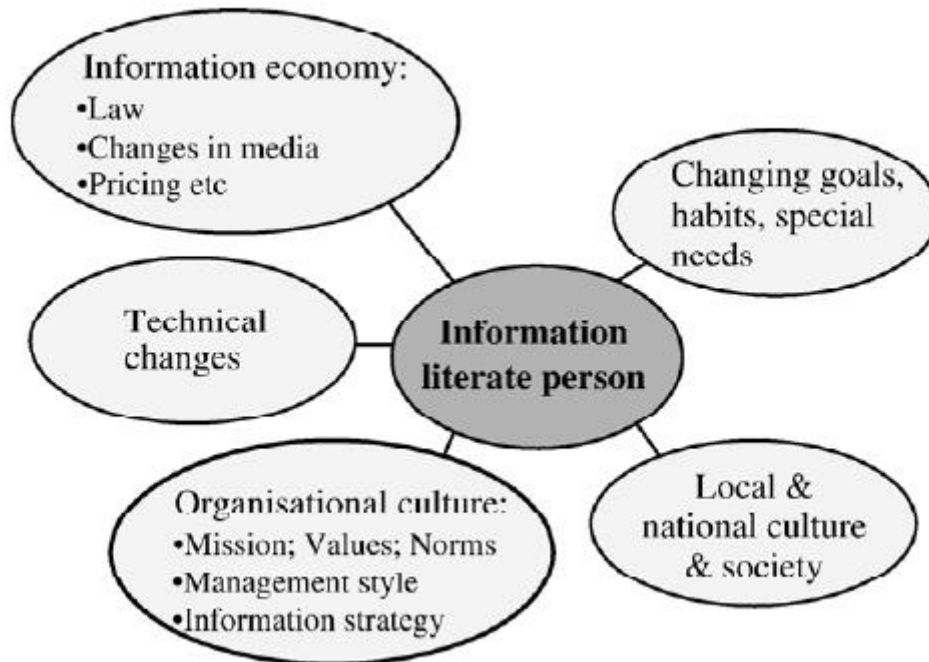 Information economy:
•Law
•Changes in media
•Pricing etc
Changing goals,
habits, special
needs
Technical
changes
Information
literate person
Organisational culture:
•Mission; Values; Norms
•Management style
•Information strategy
Local &
national culture
& society